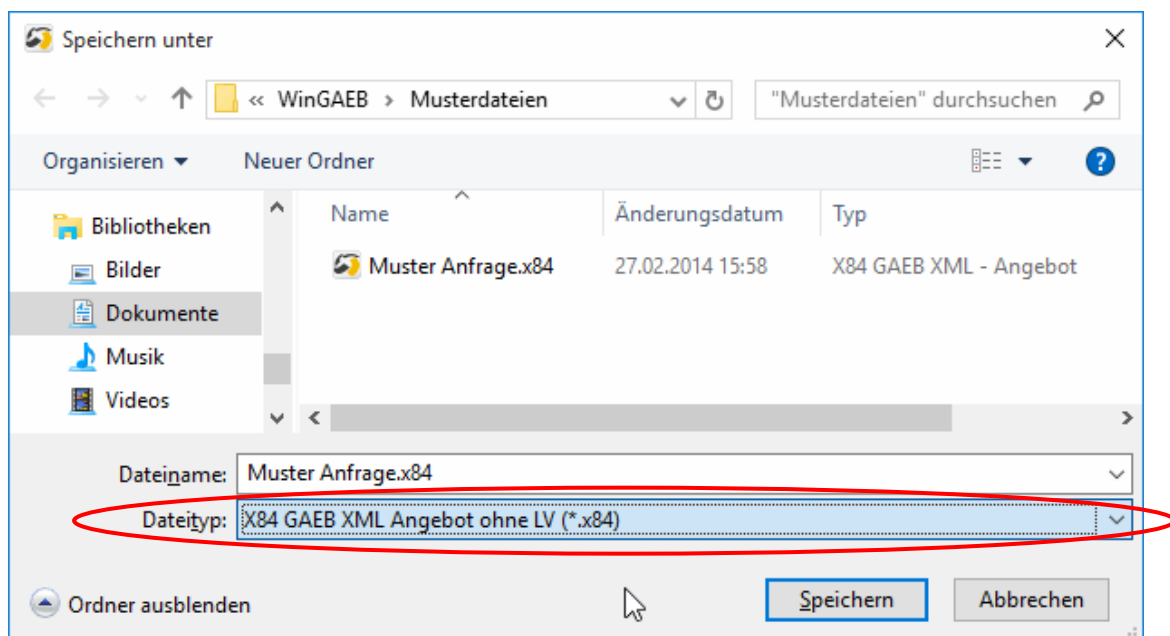 Speichern unter
« WinGAEB > Musterdateien
"Musterdateien" durchsuchen
Organisieren
Neuer Ordner
?
Name
Änderungsdatum
Typ
Bibliotheken
Bilder
Dokumente
Musik
Videos
Muster Anfrage.x84
27.02.2014 15:58
X84 GAEB XML - Angebot
Dateiname:
Muster Anfrage.x84
Dateityp:
X84 GAEB XML Angebot ohne LV (*.x84)
Ordner ausblenden
Speichern
Abbrechen